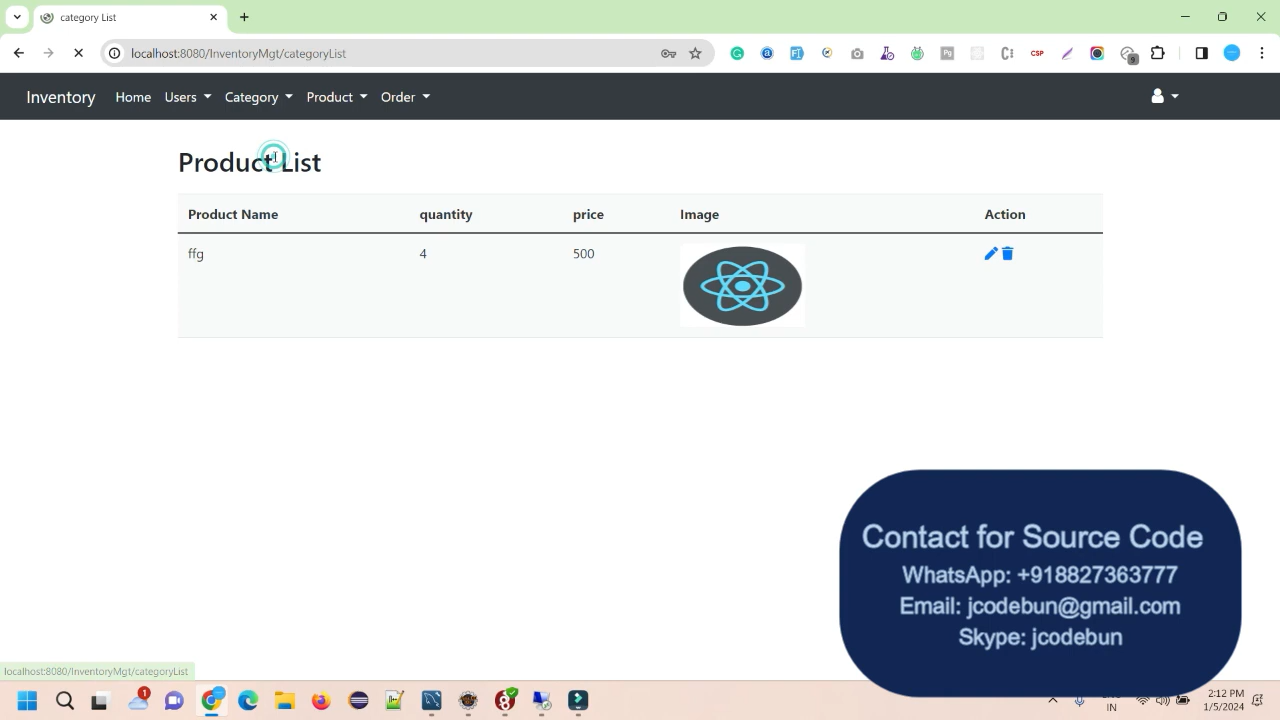 category List
localhost:8080/InventoryMgt/categoryList
Inventory Home Users Category Product Order
Product List
Product Name quantity price Image Action
ffg 4 500
Contact for Source Code
WhatsApp: +918827363777
Email: jcodebun@gmail.com
Skype: jcodebun
localhost:8080/InventoryMgt/categoryList
2:12 PM
IN 1/5/2024